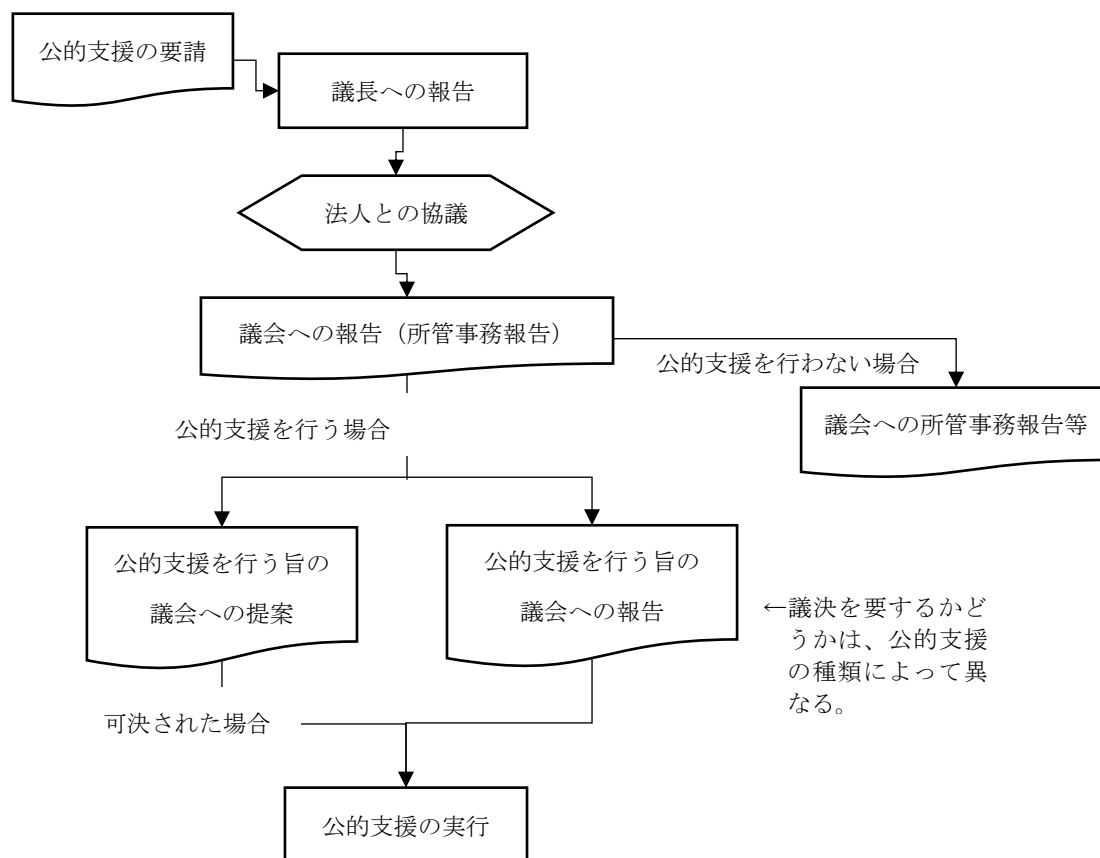 公的支援の要請
議長への報告
法人との協議
議会への報告（所管事務報告）
公的支援を行わない場合
議会への所管事務報告等
公的支援を行う場合
公的支援を行う旨の
議会への提案
公的支援を行う旨の
議会への報告
←議決を要するかど
うかは、公的支援
の種類によって異
なる。
可決された場合
公的支援の実行